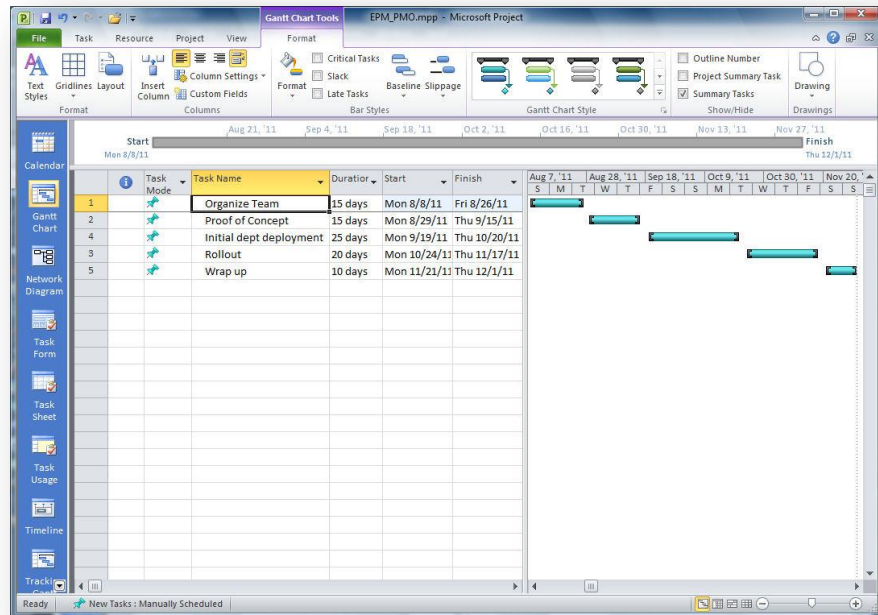 Gantt Chart Tools
EPM_PMO.mpp - Microsoft Project
File Task Resource Project View Format
Text Styles
Gridlines
Layout
Format
Insert Column
Column Settings
Custom Fields
Columns
Format
Critical Tasks
Slack
Late Tasks
Baseline
Slippage
Bar Styles
Gantt Chart Style
Outline Number
Project Summary Task
Summary Tasks
Show/Hide
Drawing
Drawings
Aug 21, '11 Sep 4, '11 Sep 18, '11 Oct 2, '11 Oct 16, '11 Oct 30, '11 Nov 13, '11 Nov 27, '11
Start
Mon 8/8/11
Finish
Thu 12/1/11
Calendar
Gantt Chart
Network Diagram
Task Form
Task Sheet
Task Usage
Timeline
Tracking
Task Mode Task Name Duration Start Finish
Aug 7, '11 Aug 28, '11 Sep 18, '11 Oct 9, '11 Oct 30, '11 Nov 20, '
S M T W T F S S M T W T F S S
1 Organize Team 15 days Mon 8/8/11 Fri 8/26/11
2 Proof of Concept 15 days Mon 8/29/11 Thu 9/15/11
4 Initial dept deployment 25 days Mon 9/19/11 Thu 10/20/11
3 Rollout 20 days Mon 10/24/11 Thu 11/17/11
5 Wrap up 10 days Mon 11/21/11 Thu 12/1/11
Ready New Tasks : Manually Scheduled